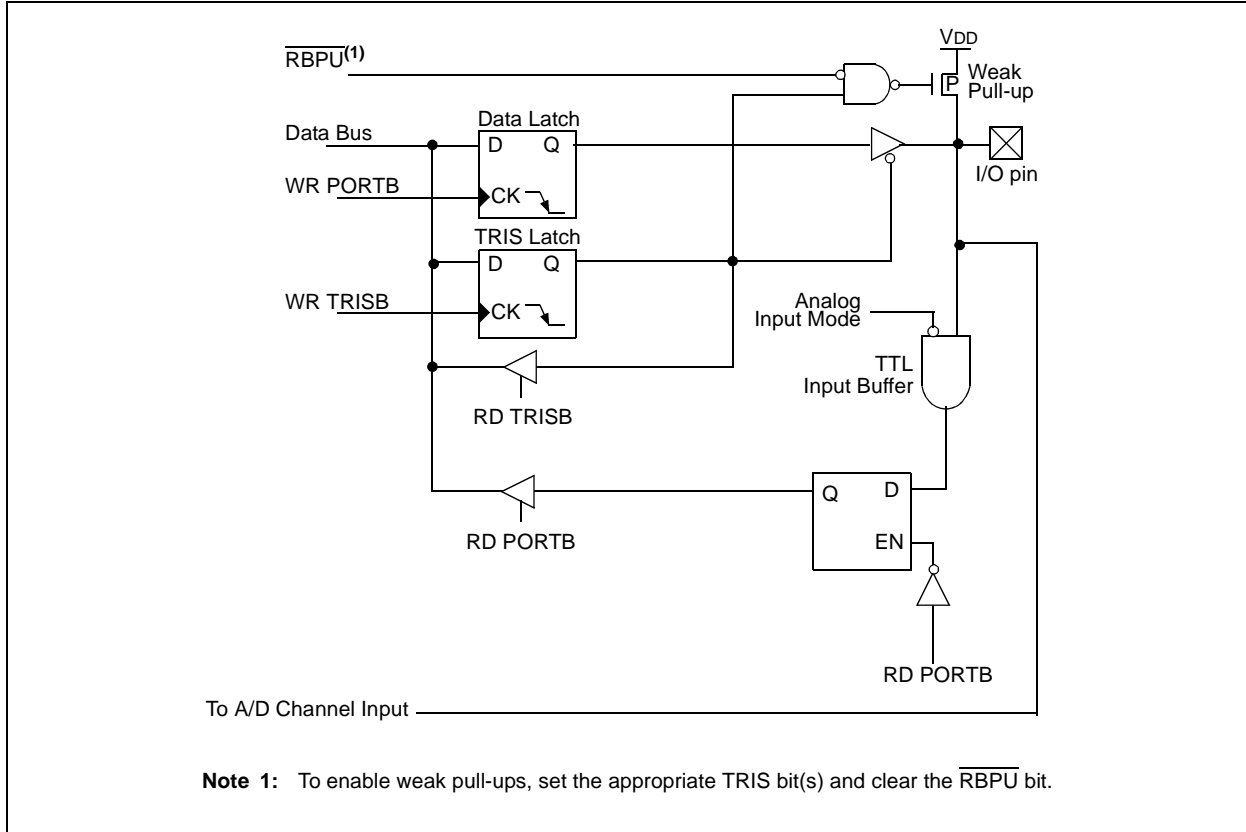 VDD
RBPU(1)
P
Weak
Pull-up
Data Latch
Data Bus
D Q
I/O pin
WR PORTB
CK
TRIS Latch
D Q
WR TRISB
CK
Analog
Input Mode
TTL
Input Buffer
RD TRISB
Q D
RD PORTB
EN
RD PORTB
To A/D Channel Input
Note 1: To enable weak pull-ups, set the appropriate TRIS bit(s) and clear the RBPU bit.